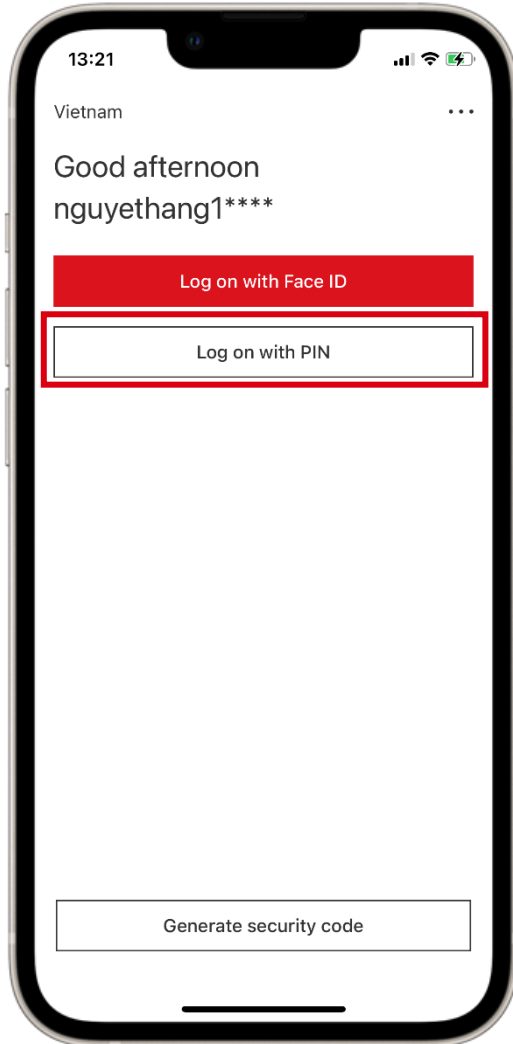 13:21
Vietnam
Good afternoon
nguyethang1****
Log on with Face ID
Log on with PIN
Generate security code